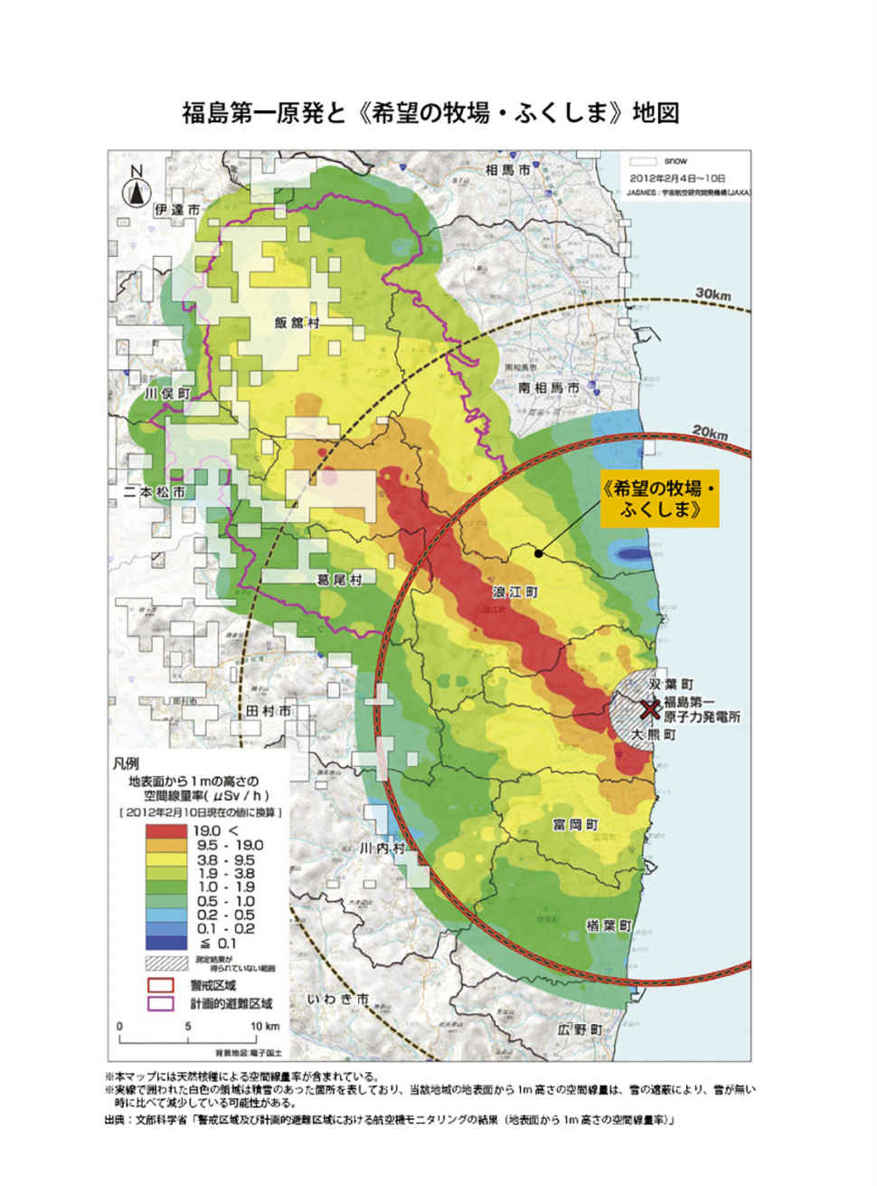 福島第一原発と《希望の牧場・ふくしま》地図
N
snow
2012年2月4日～10日
JASMES:宇宙航空研究開発機構(JAXA)
相馬市
伊達市
30km
飯舘村
南相馬市
南相馬市
川俣町
20km
二本松市
《希望の牧場・
ふくしま》
葛尾村
浪江町
双葉町
福島第一
原子力発電所
大熊町
田村市
富岡町
川内村
楢葉町
いわき市
広野町
凡例
地表面から1mの高さの
空間線量率(μSv/h)
[2012年2月10日現在の値に換算]
19.0 <
9.5 - 19.0
3.8 - 9.5
1.9 - 3.8
1.0 - 1.9
0.5 - 1.0
0.2 - 0.5
0.1 - 0.2
≦ 0.1
測定結果が
得られていない範囲
警戒区域
計画的避難区域
0 5 10 km
背景地図:電子国土
※本マップには天然核種による空間線量率が含まれている。
※実線で囲われた白色の領域は積雪のあった箇所を表しており、当該地域の地表面から1m高さの空間線量は、雪の遮蔽により、雪が無い
時に比べて減少している可能性がある。
出典：文部科学省「警戒区域及び計画的避難区域における航空機モニタリングの結果（地表面から1m高さの空間線量率）」